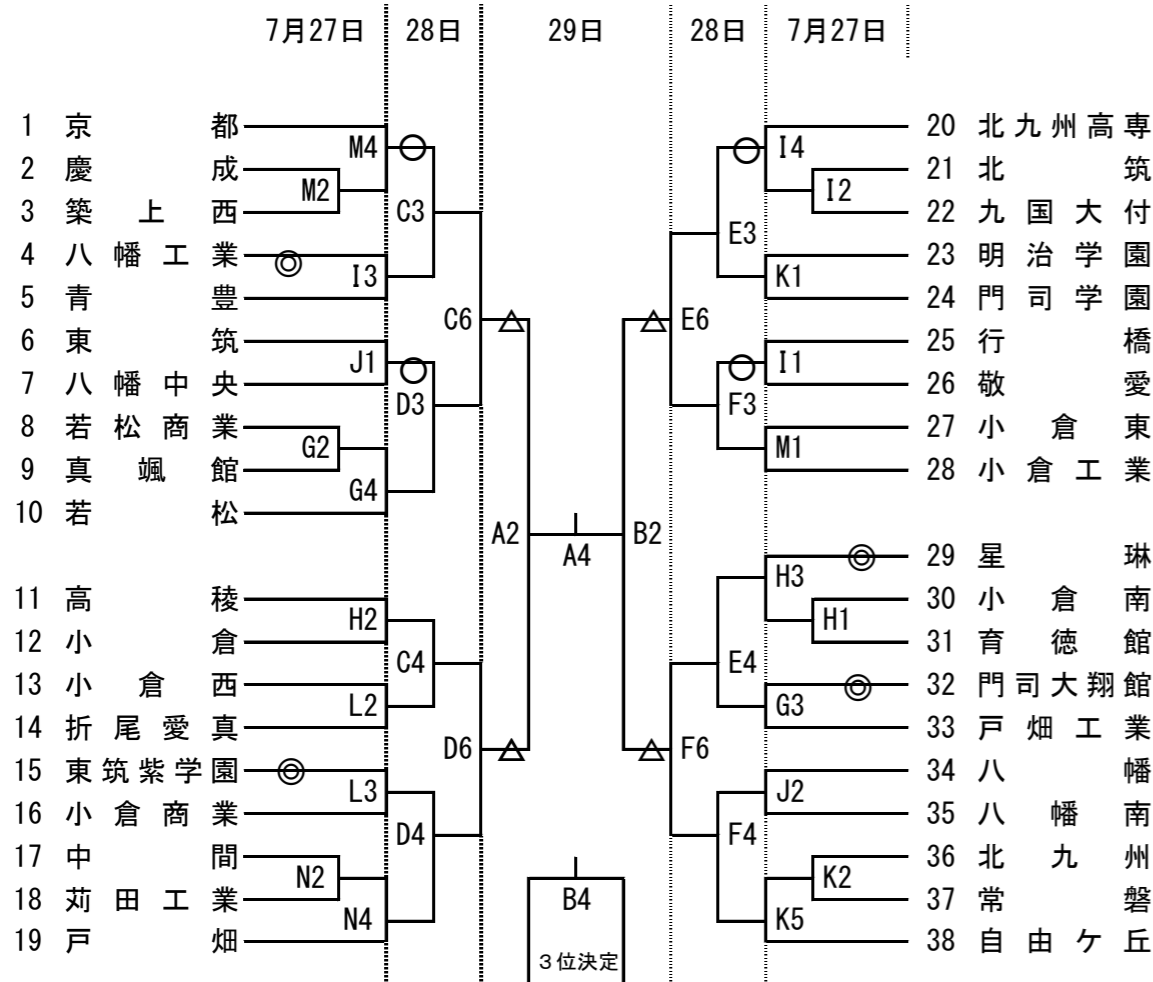 7月27日 28日 29日 28日 7月27日
1 京都 20 北九州高専
M4 I4
2 慶成 21 北筑
M2 I2
3 築上西 22 九国大付
C3 E3
4 八幡工業 23 明治学園
I3 K1
5 青豊 24 門司学園
C6 E6
6 東筑 25 行橋
J1 I1
7 八幡中央 26 敬愛
D3 F3
8 若松商業 27 小倉東
G2 M1
9 真颯館 28 小倉工業
G4
10 若松
A2 A4 B2
29 星琳
H3
11 高稜 30 小倉南
H2 H1
12 小倉 31 育徳館
C4 E4
13 小倉西 32 門司大翔館
L2 G3
14 折尾愛真 33 戸畑工業
D6 F6
15 東筑紫学園 34 八幡
L3 J2
16 小倉商業 35 八幡南
D4 F4
17 中間 36 北九州
N2 B4 K2
18 苅田工業 37 常磐
N4 K5
19 戸畑 38 自由ケ丘
3位決定